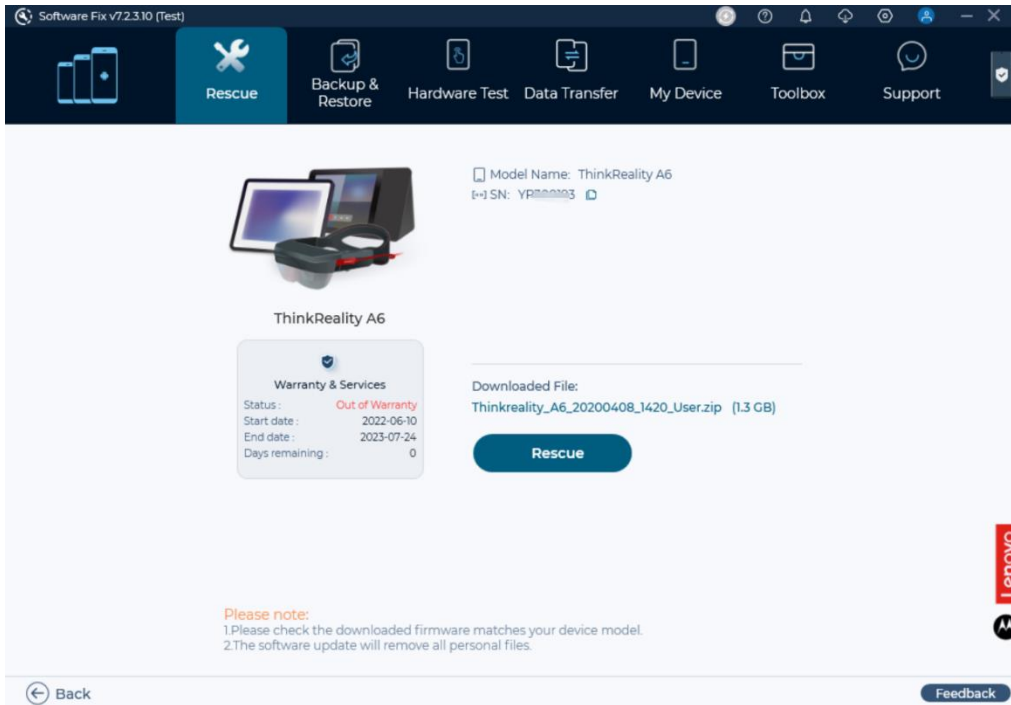 Software Fix v7.2.3.10 (Test)
Rescue
Backup &
Restore
Hardware Test
Data Transfer
My Device
Toolbox
Support
Model Name: ThinkReality A6
SN:
ThinkReality A6
Warranty & Services
Status : Out of Warranty
Start date : 2022-06-10
End date : 2023-07-24
Days remaining : 0
Downloaded File:
Thinkreality_A6_20200408_1420_User.zip (1.3 GB)
Rescue
Please note:
1.Please check the downloaded firmware matches your device model.
2.The software update will remove all personal files.
Lenovo
Back
Feedback